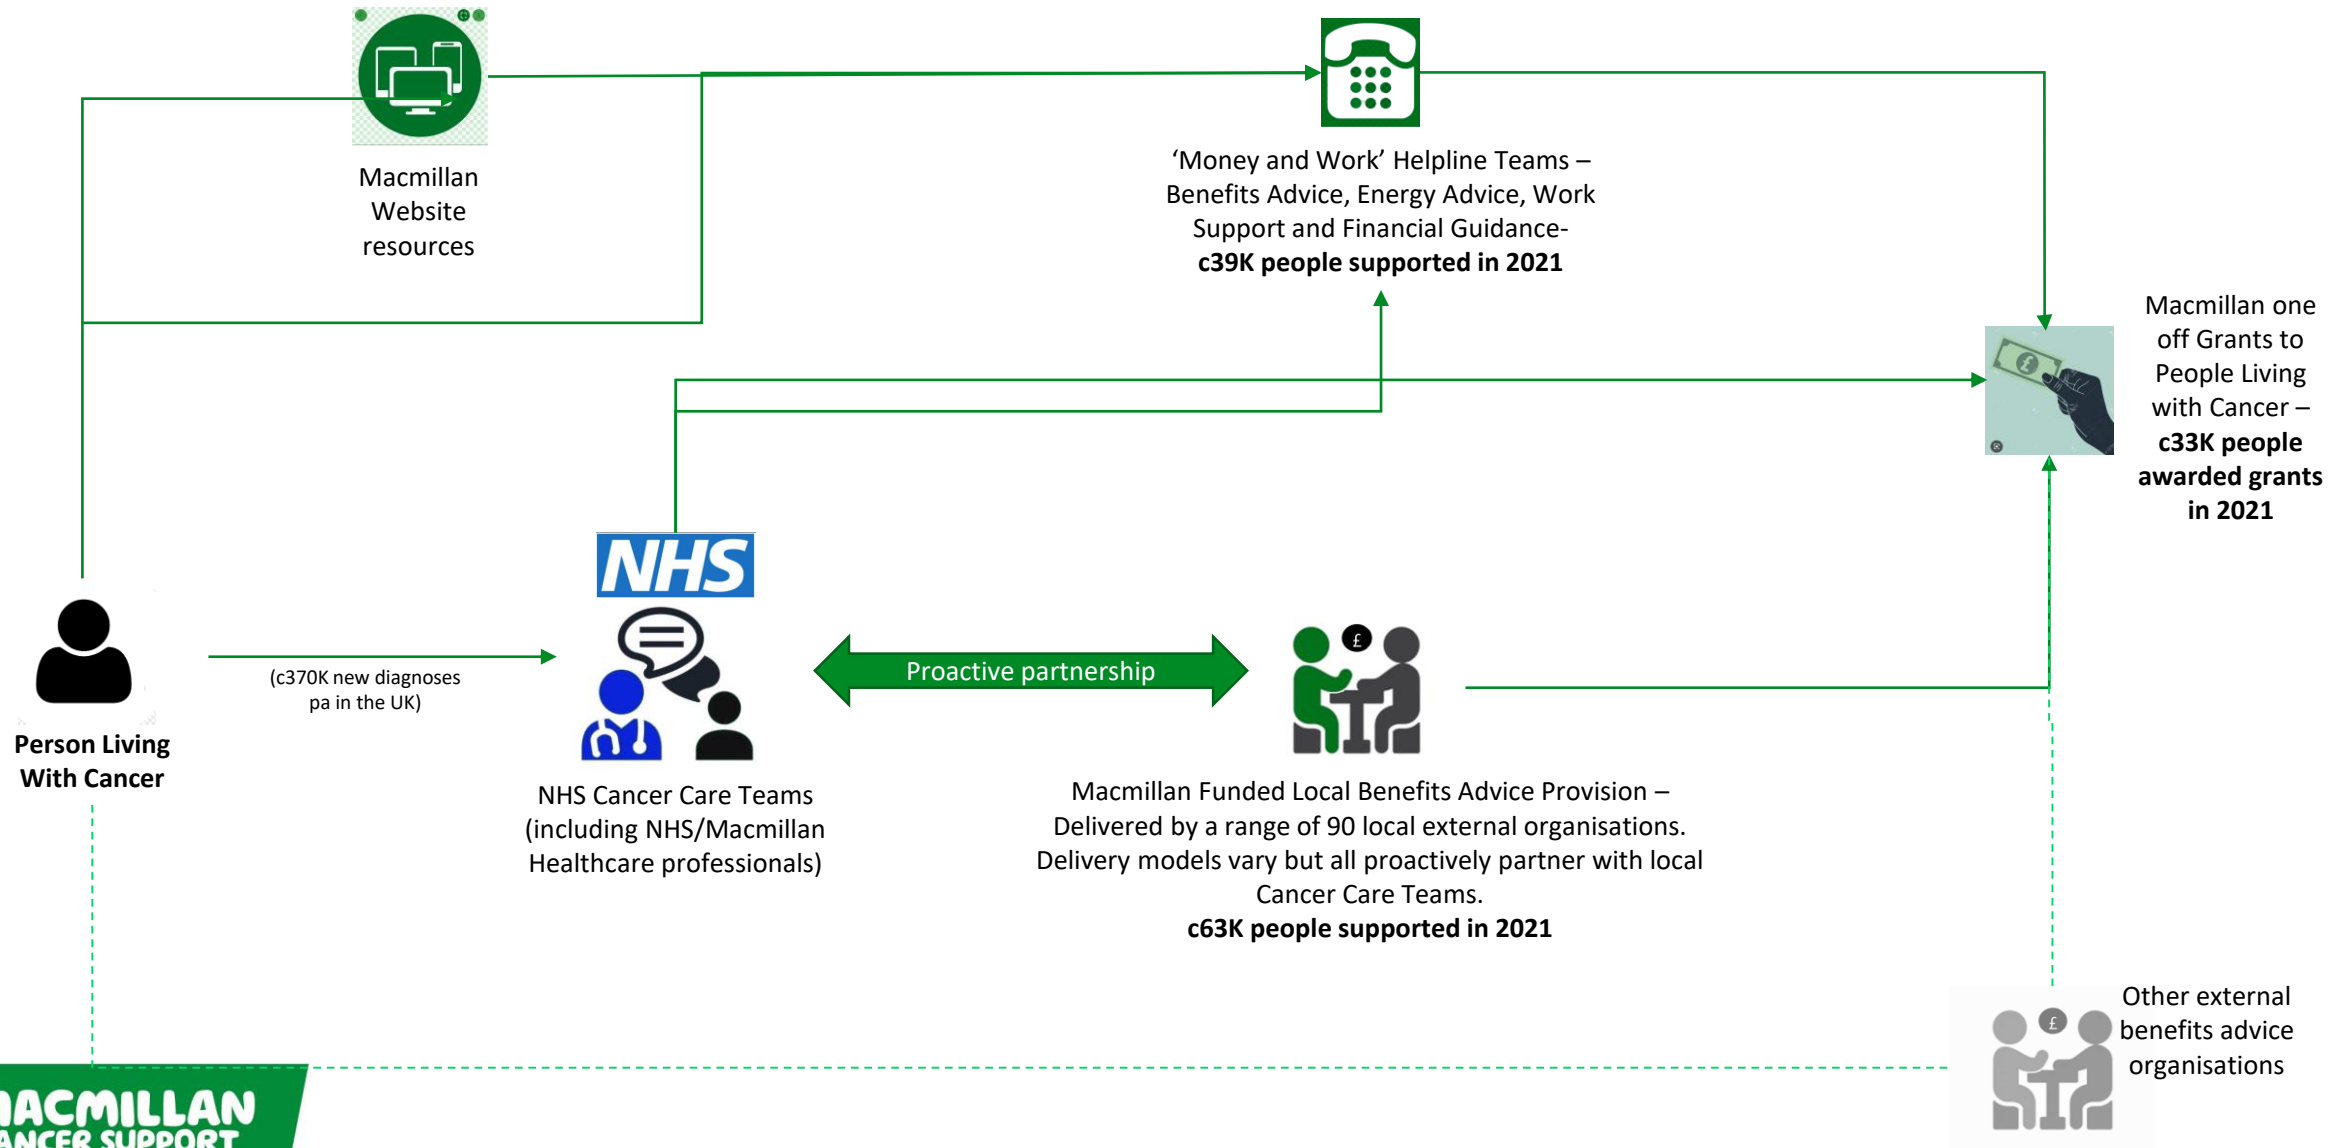 Macmillan
Website
resources
‘Money and Work’ Helpline Teams –
Benefits Advice, Energy Advice, Work
Support and Financial Guidance-
c39K people supported in 2021
Macmillan one
off Grants to
People Living
with Cancer –
c33K people
awarded grants
in 2021
£
NHS
(c370K new diagnoses
pa in the UK)
Person Living
With Cancer
Proactive partnership
£
NHS Cancer Care Teams
(including NHS/Macmillan
Healthcare professionals)
Macmillan Funded Local Benefits Advice Provision –
Delivered by a range of 90 local external organisations.
Delivery models vary but all proactively partner with local
Cancer Care Teams.
c63K people supported in 2021
£
Other external
benefits advice
organisations
MACMILLAN
CANCER SUPPORT